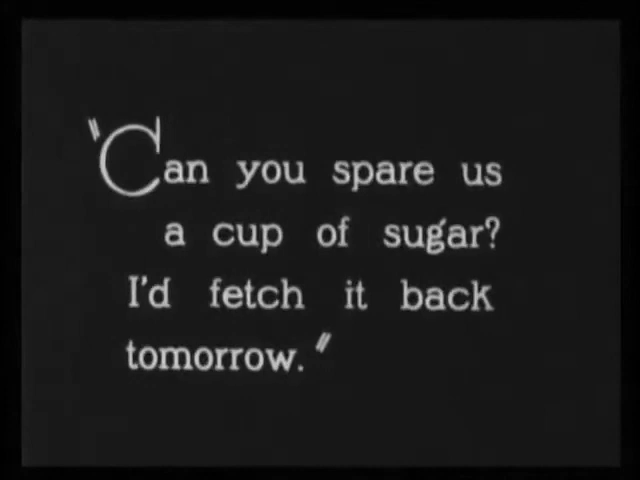 "Can you spare us
a cup of sugar?
I'd fetch it back
tomorrow."